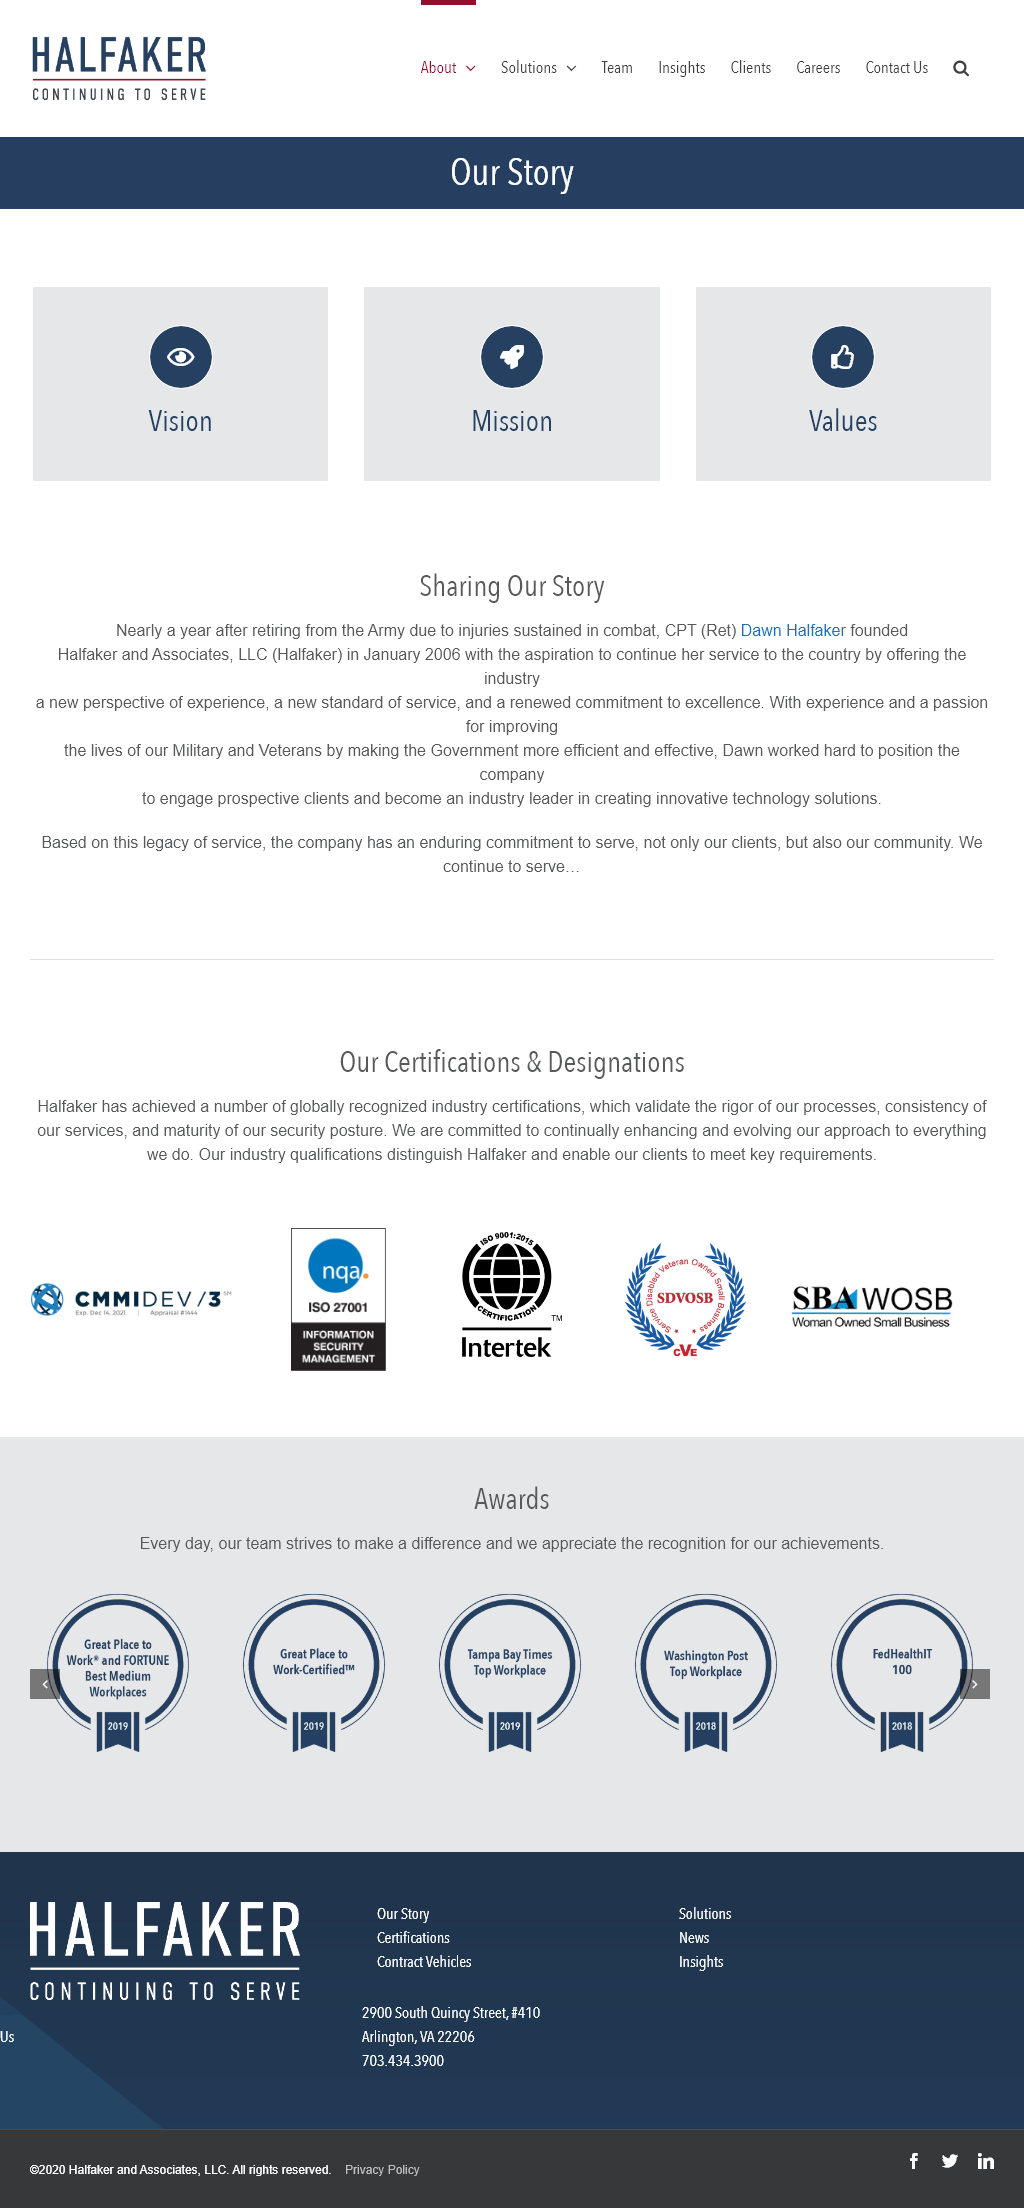 HALFAKER
CONTINUING TO SERVE
About
Solutions
Team
Insights
Clients
Careers
Contact Us
Our Story
Vision
Mission
Values
Sharing Our Story
Nearly a year after retiring from the Army due to injuries sustained in combat, CPT (Ret) Dawn Halfaker founded
Halfaker and Associates, LLC (Halfaker) in January 2006 with the aspiration to continue her service to the country by offering the
industry
a new perspective of experience, a new standard of service, and a renewed commitment to excellence. With experience and a passion
for improving
the lives of our Military and Veterans by making the Government more efficient and effective, Dawn worked hard to position the
company
to engage prospective clients and become an industry leader in creating innovative technology solutions.
Based on this legacy of service, the company has an enduring commitment to serve, not only our clients, but also our community. We
continue to serve…
Our Certifications & Designations
Halfaker has achieved a number of globally recognized industry certifications, which validate the rigor of our processes, consistency of
our services, and maturity of our security posture. We are committed to continually enhancing and evolving our approach to everything
we do. Our industry qualifications distinguish Halfaker and enable our clients to meet key requirements.
CMMIDEV/3℠
Exp. Dec 14, 2021 | Appraisal #1644
nqa.
ISO 27001
INFORMATION
SECURITY
MANAGEMENT
ISO 9001:2015
CERTIFICATION
TM
Intertek
Service Disabled Veteran Owned Small Business
SDVOSB
CVE
SBA WOSB
Woman Owned Small Business
Awards
Every day, our team strives to make a difference and we appreciate the recognition for our achievements.
Great Place to
Work® and FORTUNE
Best Medium
Workplaces
2019
Great Place to
Work-Certified™
2019
Tampa Bay Times
Top Workplace
2019
Washington Post
Top Workplace
2018
FedHealthIT
100
2018
HALFAKER
CONTINUING TO SERVE
Our Story
Certifications
Contract Vehicles
Solutions
News
Insights
2900 South Quincy Street, #410
Arlington, VA 22206
703.434.3900
Us
©2020 Halfaker and Associates, LLC. All rights reserved. Privacy Policy